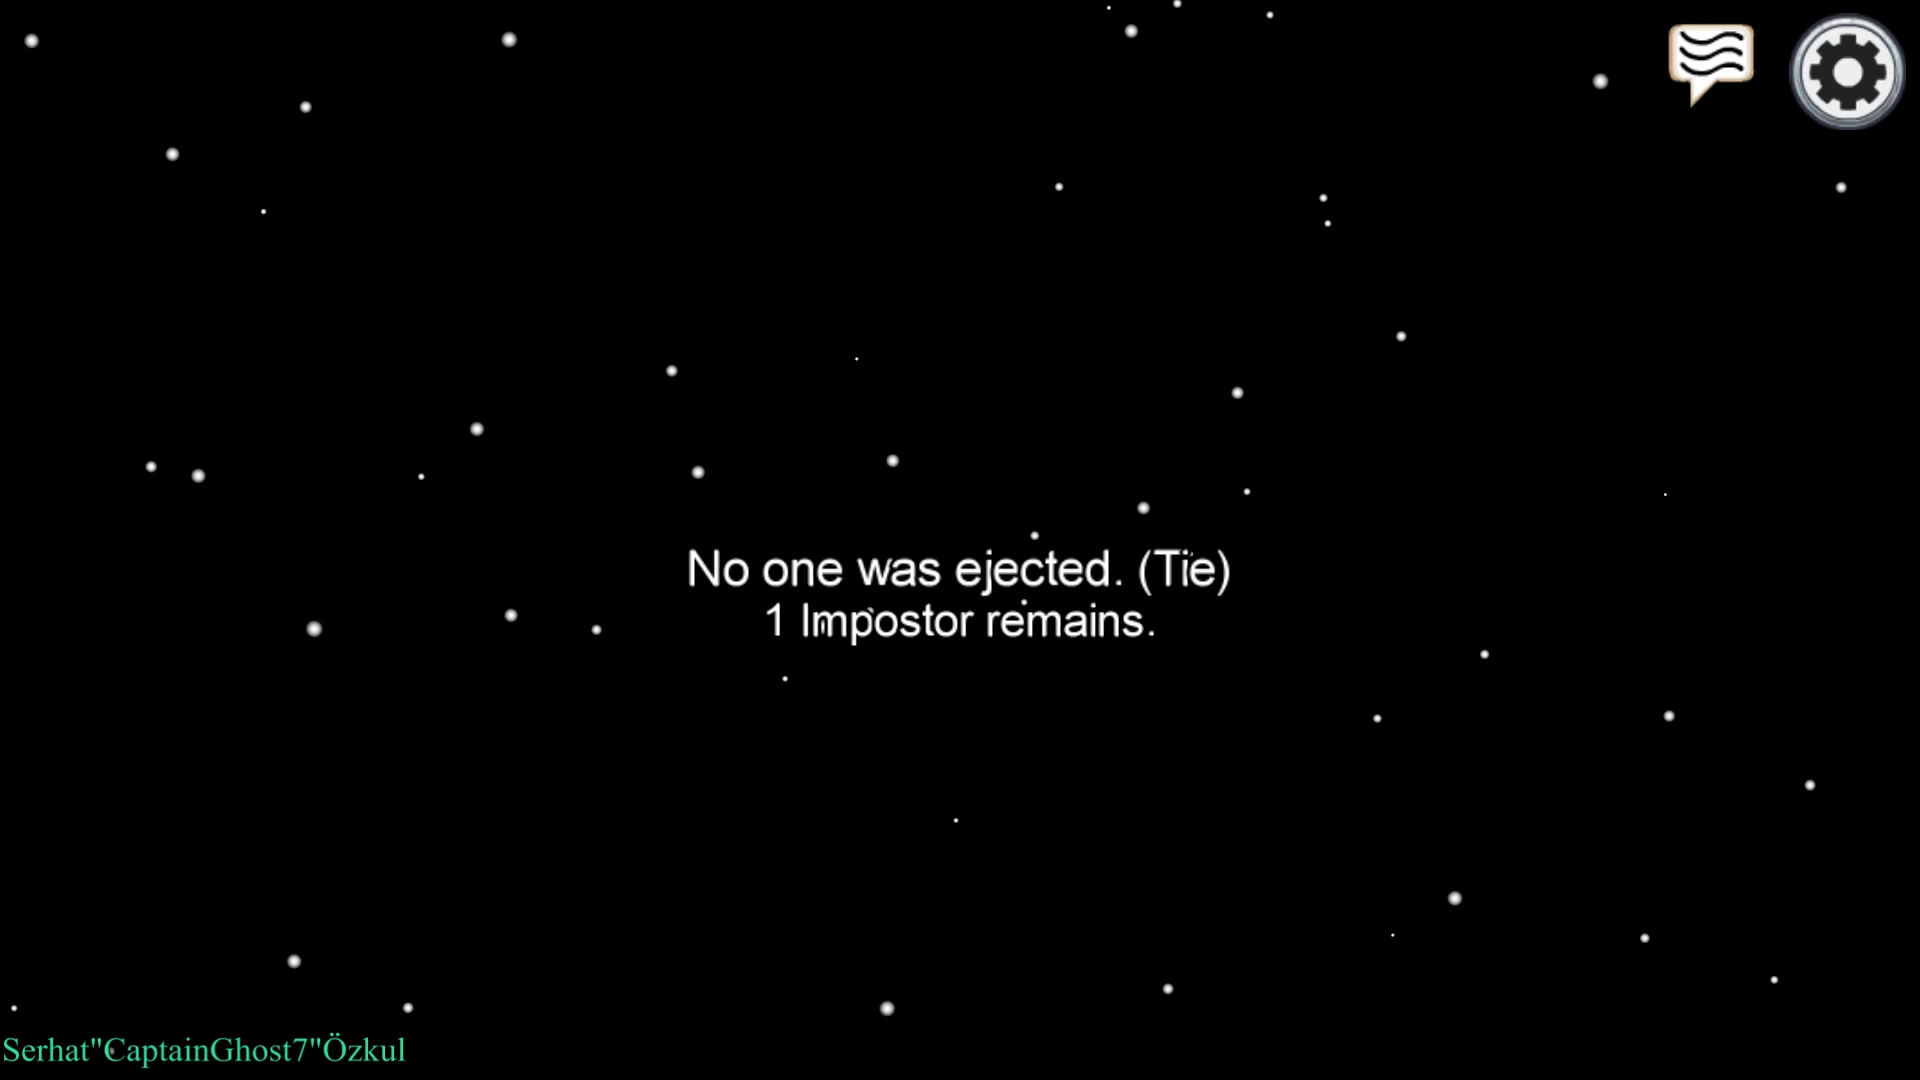 No one was ejected. (Tie)
1 Impostor remains.
Serhat"CaptainGhost7"Özkul